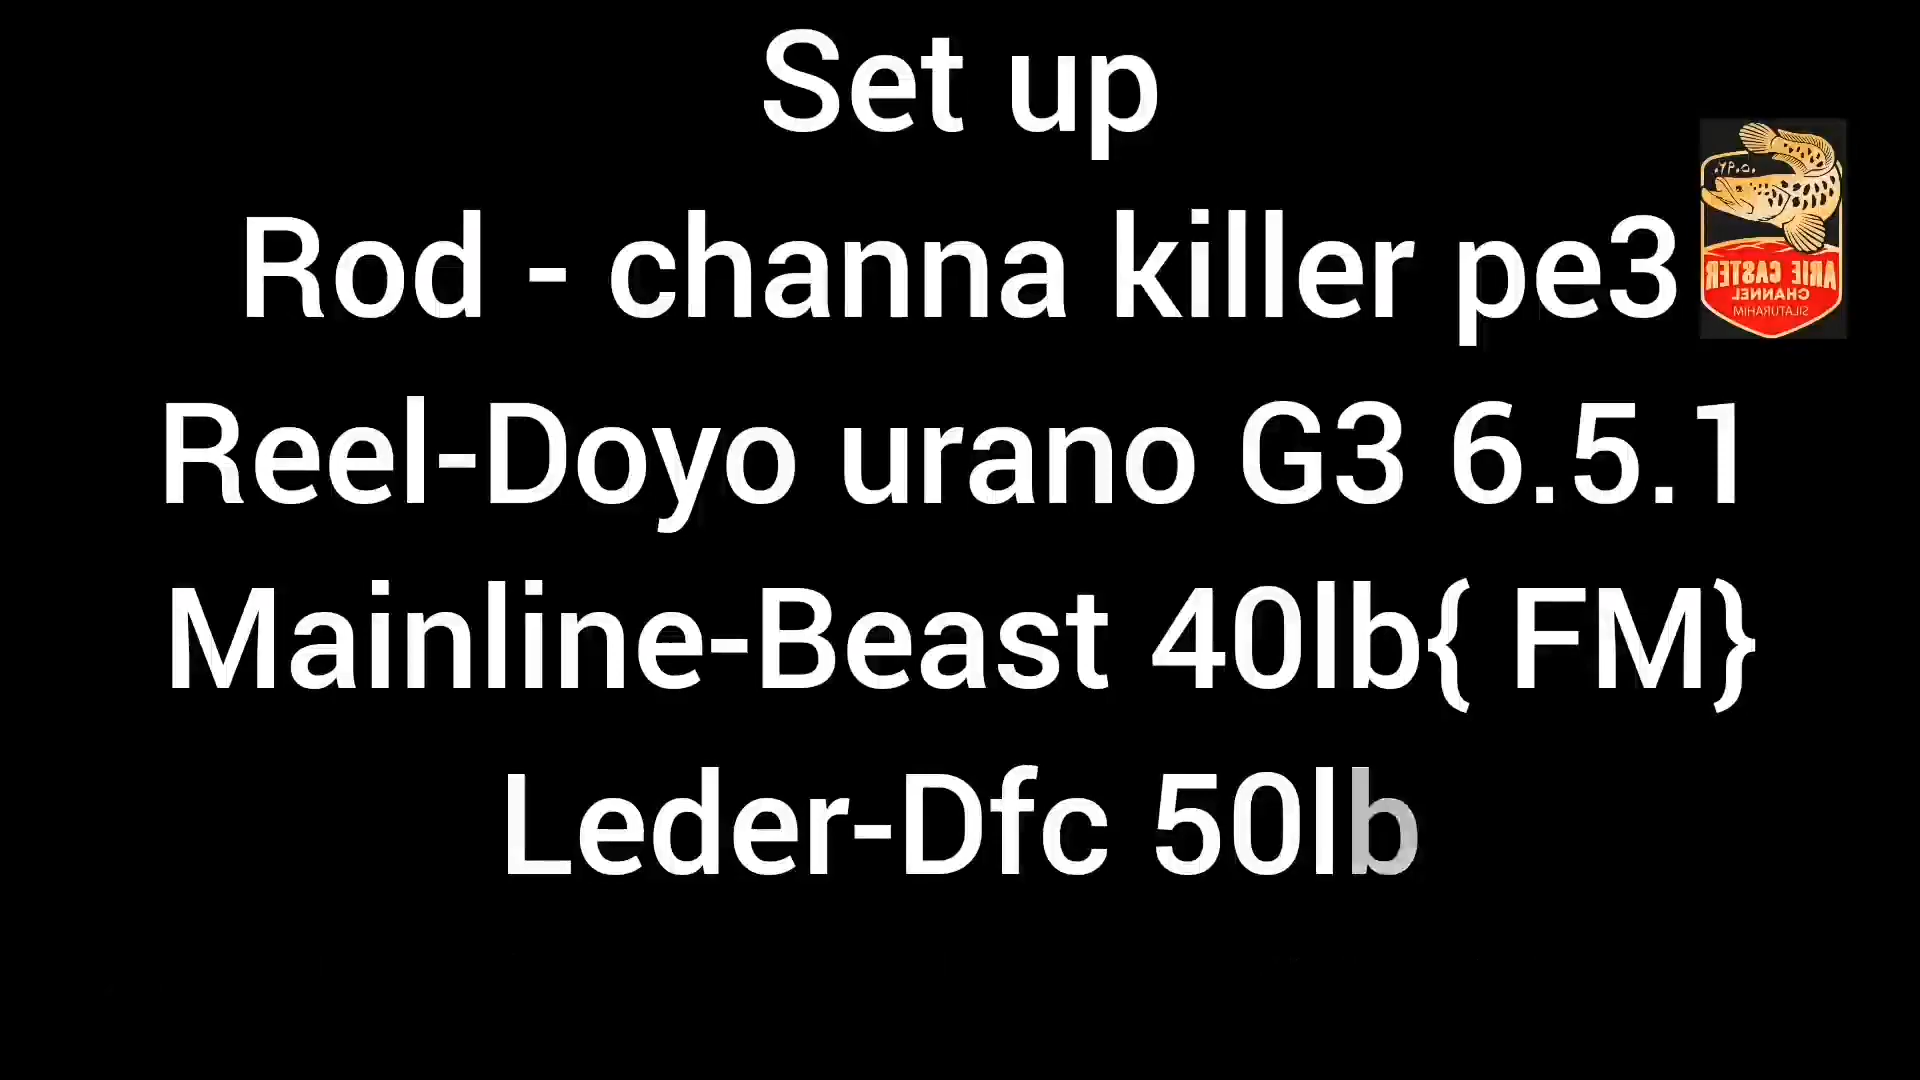 Set up
Rod - channa killer pe3
Reel-Doyo urano G3 6.5.1
Mainline-Beast 40lb{ FM}
Leder-Dfc 50lb
ARIE CASTER
CHANNEL
SILATURAHIM